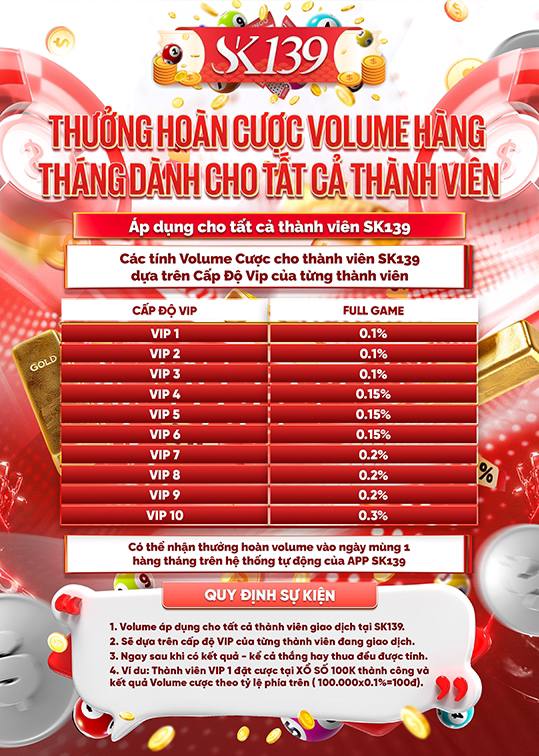 SK139
THƯỞNG HOÀN CƯỢC VOLUME HÀNG
THÁNG DÀNH CHO TẤT CẢ THÀNH VIÊN
Áp dụng cho tất cả thành viên SK139
Các tính Volume Cược cho thành viên SK139
dựa trên Cấp Độ Vip của từng thành viên
CẤP ĐỘ VIP FULL GAME
VIP 1 0.1%
VIP 2 0.1%
VIP 3 0.1%
VIP 4 0.15%
VIP 5 0.15%
VIP 6 0.15%
VIP 7 0.2%
VIP 8 0.2%
VIP 9 0.2%
VIP 10 0.3%
GOLD
%
Có thể nhận thưởng hoàn volume vào ngày mùng 1
hàng tháng trên hệ thống tự động của APP SK139
QUY ĐỊNH SỰ KIỆN
1. Volume áp dụng cho tất cả thành viên giao dịch tại SK139.
2. Sẽ dựa trên cấp độ VIP của từng thành viên đang giao dịch.
3. Ngay sau khi có kết quả - kể cả thắng hay thua đều được tính.
4. Ví du: Thành viên VIP 1 đặt cược tại XỔ SỐ 100K thành công và
kết quả Volume cược theo tỷ lệ phía trên ( 100.000x0.1%=100đ).